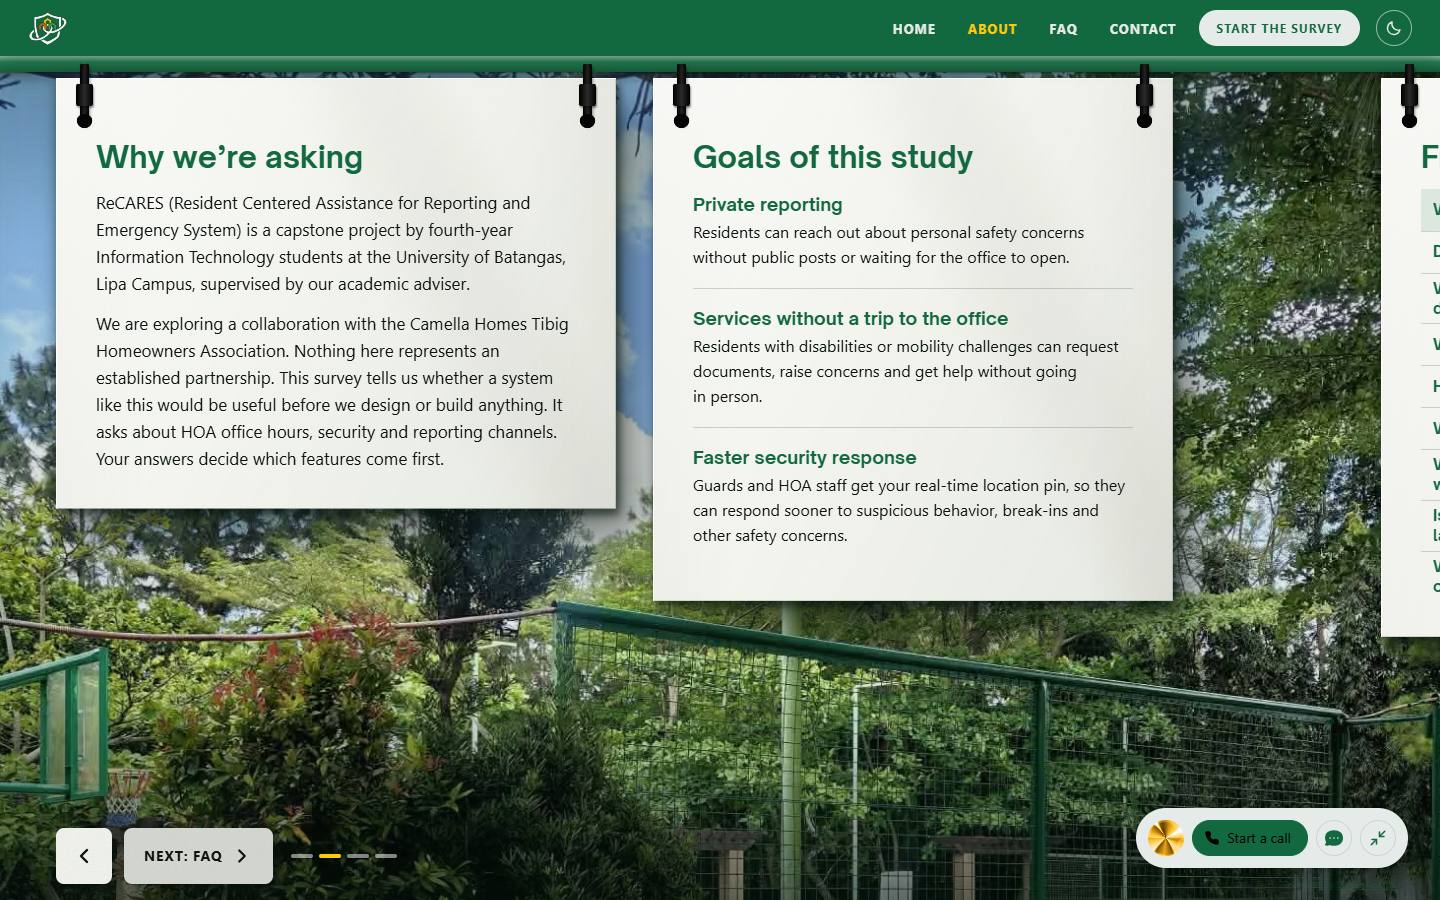 HOME
ABOUT
FAQ
CONTACT
START THE SURVEY
Why we’re asking
ReCARES (Resident Centered Assistance for Reporting and
Emergency System) is a capstone project by fourth-year
Information Technology students at the University of Batangas,
Lipa Campus, supervised by our academic adviser.
We are exploring a collaboration with the Camella Homes Tibig
Homeowners Association. Nothing here represents an
established partnership. This survey tells us whether a system
like this would be useful before we design or build anything. It
asks about HOA office hours, security and reporting channels.
Your answers decide which features come first.
Goals of this study
Private reporting
Residents can reach out about personal safety concerns
without public posts or waiting for the office to open.
Services without a trip to the office
Residents with disabilities or mobility challenges can request
documents, raise concerns and get help without going
in person.
Faster security response
Guards and HOA staff get your real-time location pin, so they
can respond sooner to suspicious behavior, break-ins and
other safety concerns.
NEXT: FAQ
Start a call